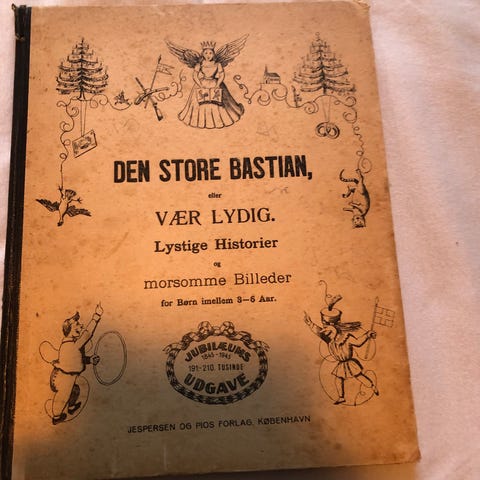 DEN STORE BASTIAN,
eller
VÆR LYDIG.
Lystige Historier
og
morsomme Billeder
for Børn imellem 3—6 Aar.
JUBILÆUMS
1845-1945
191-210. TUSINDE
UDGAVE
JESPERSEN OG PIOS FORLAG, KØBENHAVN